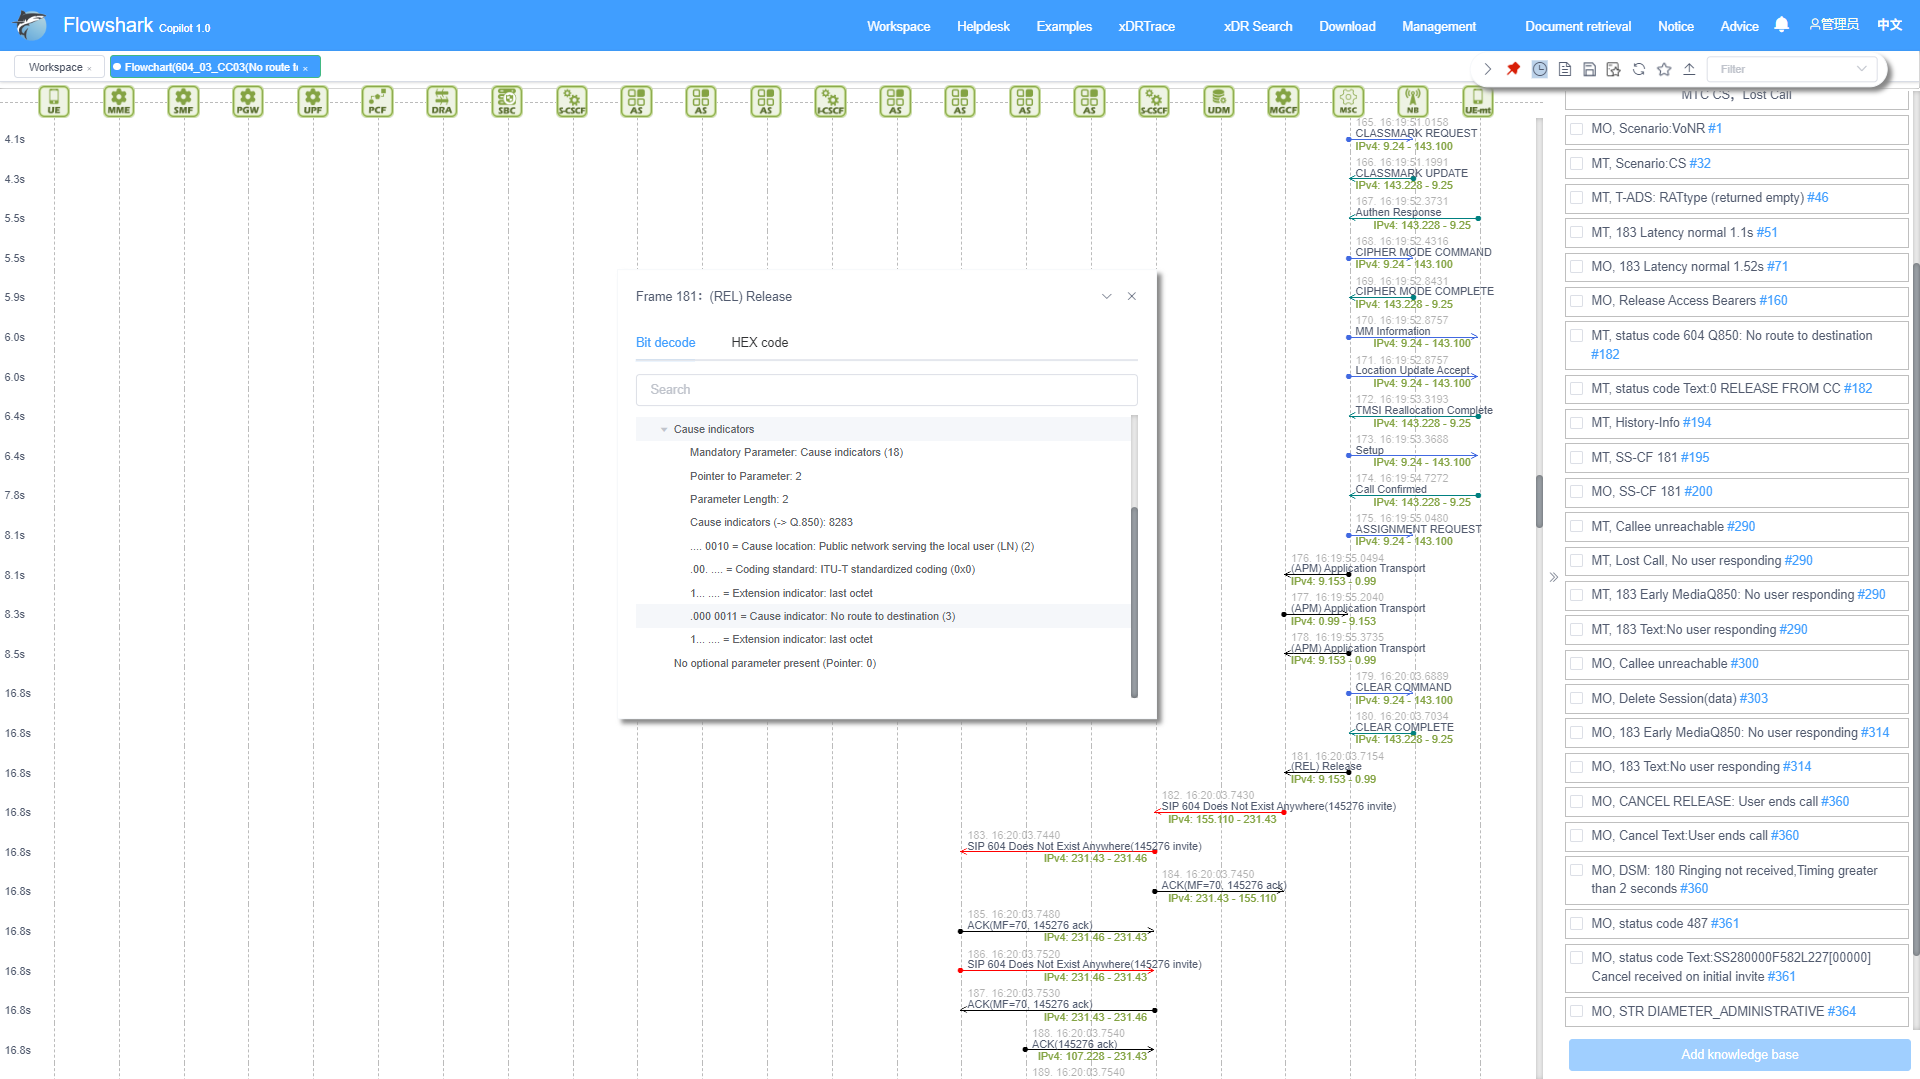 Flowshark Copilot 1.0
Workspace
Helpdesk
Examples
xDRTrace
xDR Search
Download
Management
Document retrieval
Notice
Advice
管理员
中文
Workspace ×
Flowchart(604_03_CC03(No route t ×
Filter
UE
MME
SMF
PGW
UPF
PCF
DRA
SBC
S-CSCF
AS
AS
AS
I-CSCF
AS
AS
AS
AS
S-CSCF
UDM
MGCF
MSC
NB
UE-mt
4.1s
165. 16:19:51.0158
CLASSMARK REQUEST
IPv4: 9.24 - 143.100
4.3s
166. 16:19:51.1991
CLASSMARK UPDATE
IPv4: 143.228 - 9.25
5.5s
167. 16:19:52.3731
Authen Response
IPv4: 143.228 - 9.25
5.5s
168. 16:19:52.4316
CIPHER MODE COMMAND
IPv4: 9.24 - 143.100
5.9s
169. 16:19:52.8431
CIPHER MODE COMPLETE
IPv4: 143.228 - 9.25
6.0s
170. 16:19:52.8757
MM Information
IPv4: 9.24 - 143.100
6.0s
171. 16:19:52.8757
Location Update Accept
IPv4: 9.24 - 143.100
6.4s
172. 16:19:53.3193
TMSI Reallocation Complete
IPv4: 143.228 - 9.25
6.4s
173. 16:19:53.3688
Setup
IPv4: 9.24 - 143.100
7.8s
174. 16:19:54.7272
Call Confirmed
IPv4: 143.228 - 9.25
8.1s
175. 16:19:55.0480
ASSIGNMENT REQUEST
IPv4: 9.24 - 143.100
8.1s
176. 16:19:55.0494
(APM) Application Transport
IPv4: 9.153 - 0.99
8.3s
177. 16:19:55.2040
(APM) Application Transport
IPv4: 0.99 - 9.153
8.5s
178. 16:19:55.3735
(APM) Application Transport
IPv4: 9.153 - 0.99
16.8s
179. 16:20:03.6889
CLEAR COMMAND
IPv4: 9.24 - 143.100
16.8s
180. 16:20:03.7034
CLEAR COMPLETE
IPv4: 143.228 - 9.25
16.8s
181. 16:20:03.7154
(REL) Release
IPv4: 9.153 - 0.99
16.8s
182. 16:20:03.7430
SIP 604 Does Not Exist Anywhere(145276 invite)
IPv4: 155.110 - 231.43
16.8s
183. 16:20:03.7440
SIP 604 Does Not Exist Anywhere(145276 invite)
IPv4: 231.43 - 231.46
16.8s
184. 16:20:03.7450
ACK(MF=70, 145276 ack)
IPv4: 231.43 - 155.110
16.8s
185. 16:20:03.7480
ACK(MF=70, 145276 ack)
IPv4: 231.46 - 231.43
16.8s
186. 16:20:03.7520
SIP 604 Does Not Exist Anywhere(145276 invite)
IPv4: 231.46 - 231.43
16.8s
187. 16:20:03.7530
ACK(MF=70, 145276 ack)
IPv4: 231.43 - 231.46
16.8s
188. 16:20:03.7540
ACK(145276 ack)
IPv4: 107.228 - 231.43
189. 16:20:03.7540
Frame 181：(REL) Release
Bit decode
HEX code
Search
Cause indicators
Mandatory Parameter: Cause indicators (18)
Pointer to Parameter: 2
Parameter Length: 2
Cause indicators (-> Q.850): 8283
.... 0010 = Cause location: Public network serving the local user (LN) (2)
.00. .... = Coding standard: ITU-T standardized coding (0x0)
1... .... = Extension indicator: last octet
.000 0011 = Cause indicator: No route to destination (3)
1... .... = Extension indicator: last octet
No optional parameter present (Pointer: 0)
MTC CS，Lost Call
MO, Scenario:VoNR #1
MT, Scenario:CS #32
MT, T-ADS: RATtype (returned empty) #46
MT, 183 Latency normal 1.1s #51
MO, 183 Latency normal 1.52s #71
MO, Release Access Bearers #160
MT, status code 604 Q850: No route to destination
#182
MT, status code Text:0 RELEASE FROM CC #182
MT, History-Info #194
MT, SS-CF 181 #195
MO, SS-CF 181 #200
MT, Callee unreachable #290
MT, Lost Call, No user responding #290
MT, 183 Early MediaQ850: No user responding #290
MT, 183 Text:No user responding #290
MO, Callee unreachable #300
MO, Delete Session(data) #303
MO, 183 Early MediaQ850: No user responding #314
MO, 183 Text:No user responding #314
MO, CANCEL RELEASE: User ends call #360
MO, Cancel Text:User ends call #360
MO, DSM: 180 Ringing not received,Timing greater
than 2 seconds #360
MO, status code 487 #361
MO, status code Text:SS280000F582L227[00000]
Cancel received on initial invite #361
MO, STR DIAMETER_ADMINISTRATIVE #364
Add knowledge base